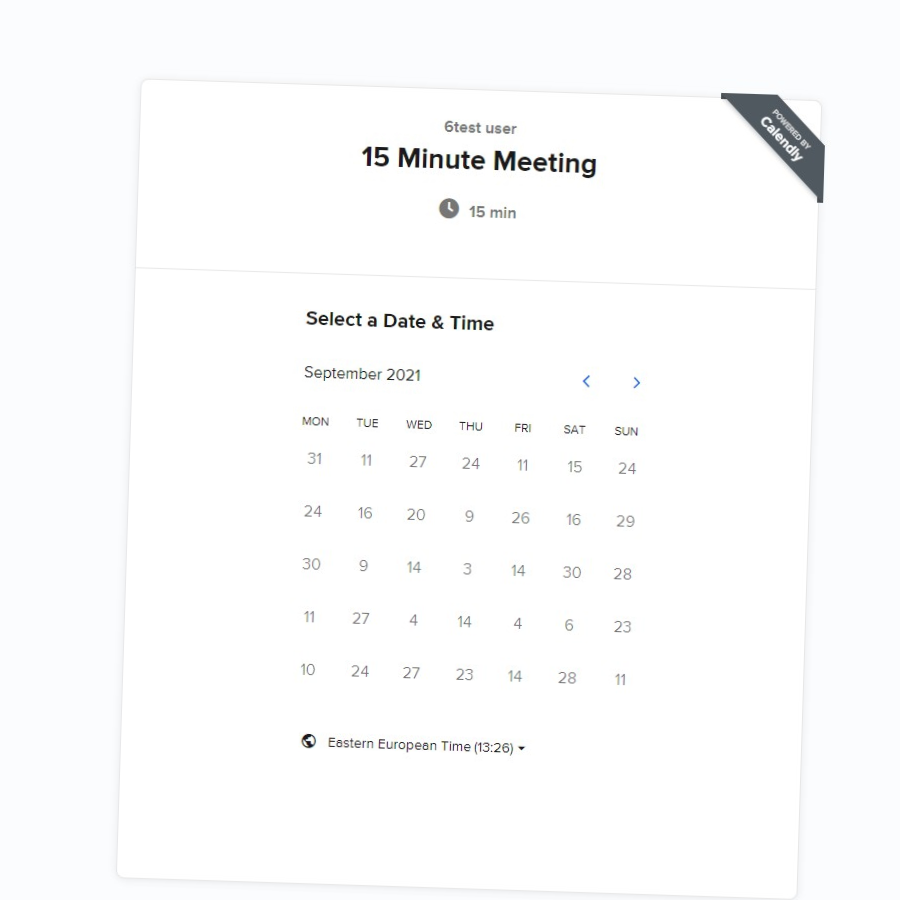 POWERED BY
Calendly
6test user
15 Minute Meeting
15 min
Select a Date & Time
September 2021
MON TUE WED THU FRI SAT SUN
31 11 27 24 11 15 24
24 16 20 9 26 16 29
30 9 14 3 14 30 28
11 27 4 14 4 6 23
10 24 27 23 14 28 11
Eastern European Time (13:26)